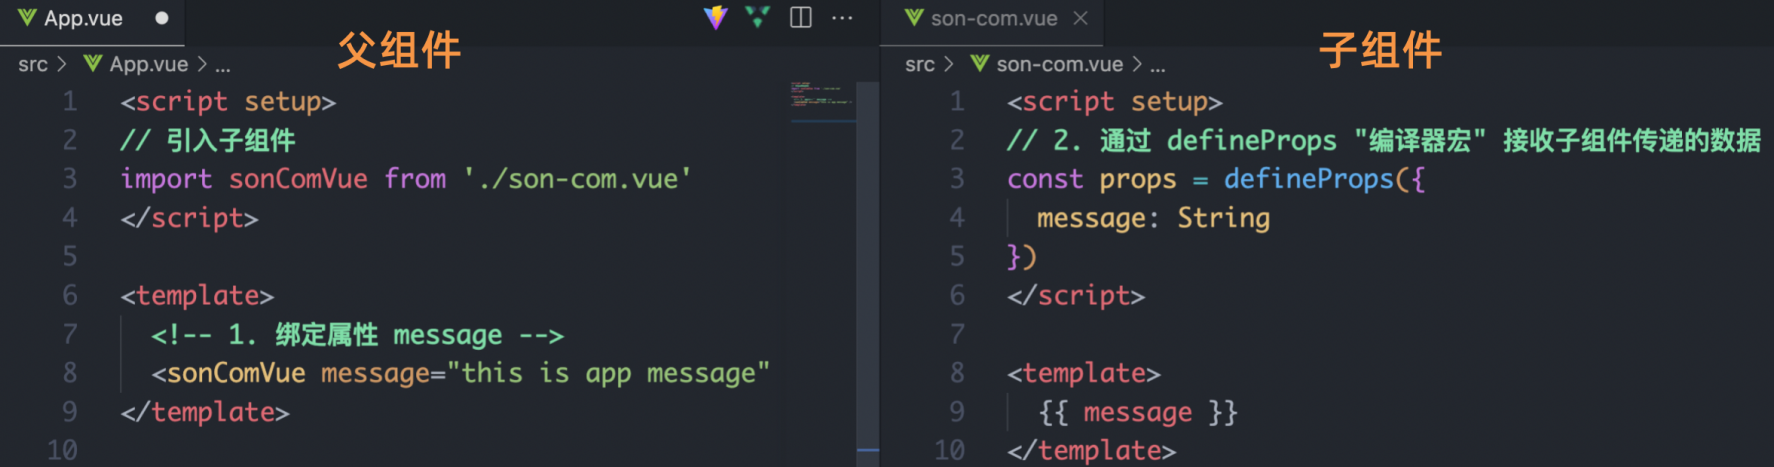 App.vue
父组件
src > App.vue > ...
1 <script setup>
2 // 引入子组件
3 import sonComVue from './son-com.vue'
4 </script>
5
6 <template>
7 <!-- 1. 绑定属性 message -->
8 <sonComVue message="this is app message"
9 </template>
10
son-com.vue
子组件
src > son-com.vue > ...
1 <script setup>
2 // 2. 通过 defineProps "编译器宏" 接收子组件传递的数据
3 const props = defineProps({
4 message: String
5 })
6 </script>
7
8 <template>
9 {{ message }}
10 </template>